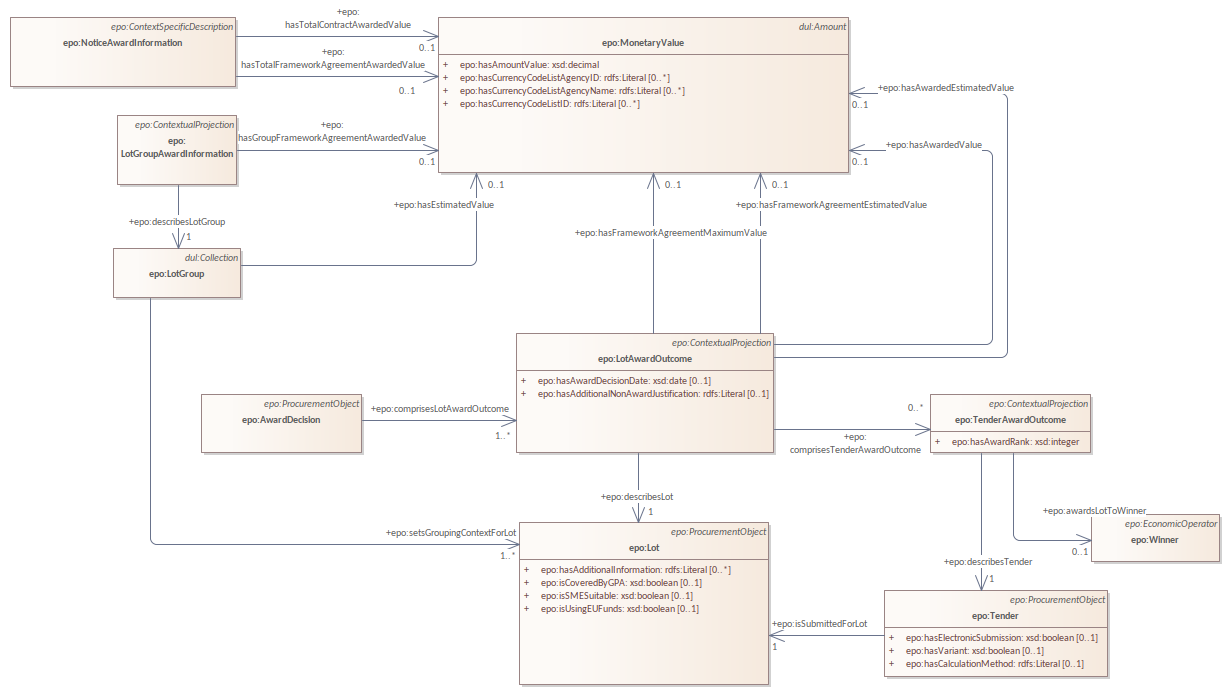 epo:ContextSpecificDescription
epo:NoticeAwardInformation
+epo:
hasTotalContractAwardedValue
0..1
+epo:
hasTotalFrameworkAgreementAwardedValue
0..1
dul:Amount
epo:MonetaryValue
+ epo:hasAmountValue: xsd:decimal
+ epo:hasCurrencyCodeListAgencyID: rdfs:Literal [0..*]
+ epo:hasCurrencyCodeListAgencyName: rdfs:Literal [0..*]
+ epo:hasCurrencyCodeListID: rdfs:Literal [0..*]
+epo:hasAwardedEstimatedValue
0..1
+epo:hasAwardedValue
0..1
epo:ContextualProjection
epo:
LotGroupAwardInformation
+epo:
hasGroupFrameworkAgreementAwardedValue
0..1
+epo:describesLotGroup
1
dul:Collection
epo:LotGroup
0..1
+epo:hasEstimatedValue
0..1
+epo:hasFrameworkAgreementMaximumValue
0..1
+epo:hasFrameworkAgreementEstimatedValue
epo:ContextualProjection
epo:LotAwardOutcome
+ epo:hasAwardDecisionDate: xsd:date [0..1]
+ epo:hasAdditionalNonAwardJustification: rdfs:Literal [0..1]
epo:ProcurementObject
epo:AwardDecision
+epo:comprisesLotAwardOutcome
1..*
0..*
+epo:
comprisesTenderAwardOutcome
epo:ContextualProjection
epo:TenderAwardOutcome
+ epo:hasAwardRank: xsd:integer
+epo:describesLot
1
+epo:awardsLotToWinner
0..1
epo:EconomicOperator
epo:Winner
+epo:setsGroupingContextForLot
1..*
epo:ProcurementObject
epo:Lot
+ epo:hasAdditionalInformation: rdfs:Literal [0..*]
+ epo:isCoveredByGPA: xsd:boolean [0..1]
+ epo:isSMESuitable: xsd:boolean [0..1]
+ epo:isUsingEUFunds: xsd:boolean [0..1]
+epo:describesTender
1
epo:ProcurementObject
epo:Tender
+ epo:hasElectronicSubmission: xsd:boolean [0..1]
+ epo:hasVariant: xsd:boolean [0..1]
+ epo:hasCalculationMethod: rdfs:Literal [0..1]
+epo:isSubmittedForLot
1